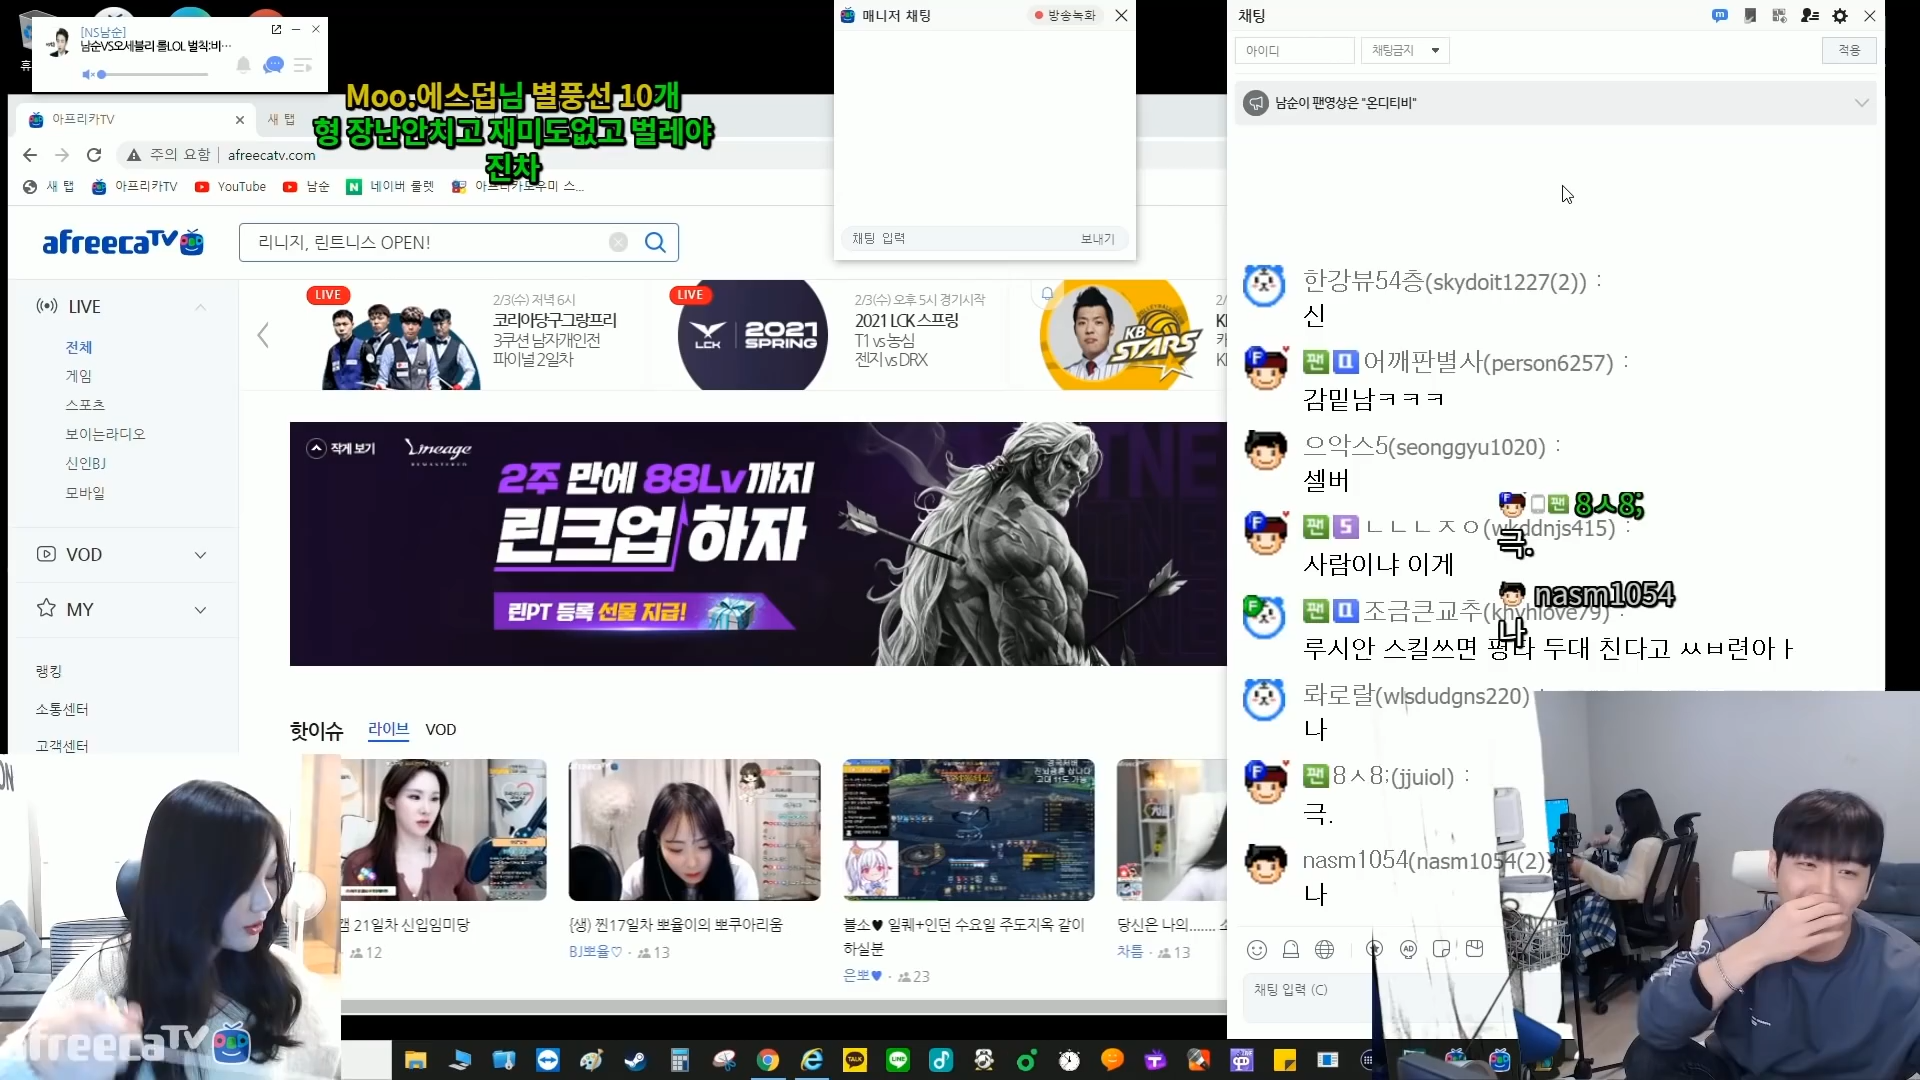 [NS남순]
남순VS오세블리 롤LOL 벌칙:비…
Moo.에스덥님 별풍선 10개
형 장난안치고 재미도없고 벌레야
진차
아프리카TV
새 탭
주의 요함
afreecatv.com
새 탭
아프리카TV
YouTube
남순
네이버 룰렛
afreecaTV
리니지, 린트니스 OPEN!
LIVE
전체
게임
스포츠
보이는라디오
신인BJ
모바일
VOD
MY
랭킹
소통센터
고객센터
LIVE
2/3(수) 저녁 6시
코리아당구그랑프리
3쿠션 남자개인전
파이널 2일차
LIVE
LCK
2021
SPRING
2/3(수) 오후 5시 경기시작
2021 LCK 스프링
T1 vs 농심
젠지 vs DRX
KB
STARS
작게 보기
Lineage
REMASTERED
2주 만에 88Lv까지
린크업 하자
린PT 등록 선물 지급!
핫이슈
라이브
VOD
21일차 신입임미당
12
{생} 찐17일차 뽀율이의 뽀쿠아리움
BJ뽀율♡ · 13
블소♥ 일퀘+인던 수요일 주도지옥 같이
하실분
은뽀♥ · 23
당신은 나의.......
차틈 · 13
매니저 채팅
방송녹화
채팅 입력
보내기
채팅
아이디
채팅금지
적용
남순이 팬영상은 "온디티비"
한강뷰54층(skydoit1227(2)) :
신
팬 어깨판별사(person6257) :
감밑남ㅋㅋㅋ
으악스5(seonggyu1020) :
셀버
팬 S ㄴㄴㄴㅈㅇ(wkddnjs415) :
사람이냐 이게
팬 조금큰교추(khyhlove79) :
루시안 스킬쓰면 평타 두대 친다고 ㅆㅂ련아ㅏ
롸로랄(wlsdudgns220) :
나
팬 8ㅅ8;(jjuiol) :
극.
nasm1054(nasm1054(2))
나
팬 8ㅅ8;
극.
nasm1054
나
채팅 입력 (C)
afreecaTV